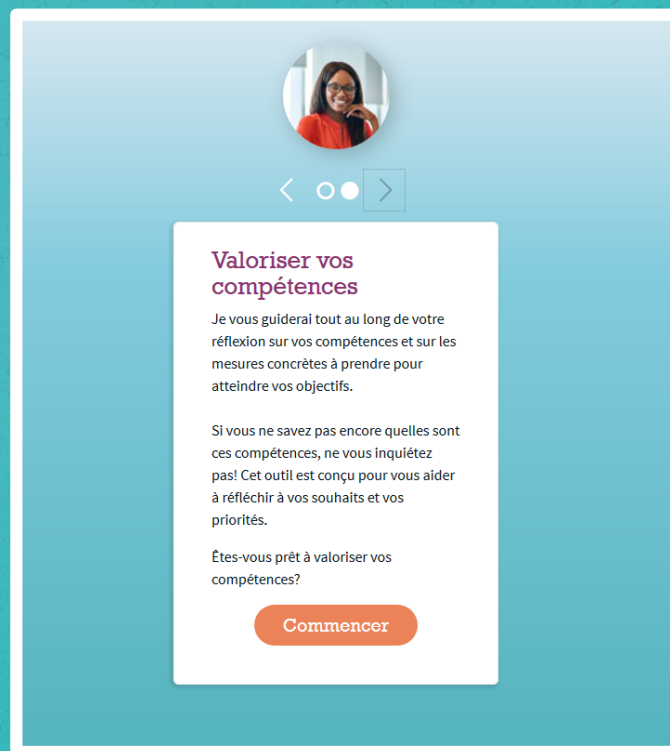 Valoriser vos
compétences
Je vous guiderai tout au long de votre
réflexion sur vos compétences et sur les
mesures concrètes à prendre pour
atteindre vos objectifs.
Si vous ne savez pas encore quelles sont
ces compétences, ne vous inquiétez
pas! Cet outil est conçu pour vous aider
à réfléchir à vos souhaits et vos
priorités.
Êtes-vous prêt à valoriser vos
compétences?
Commencer